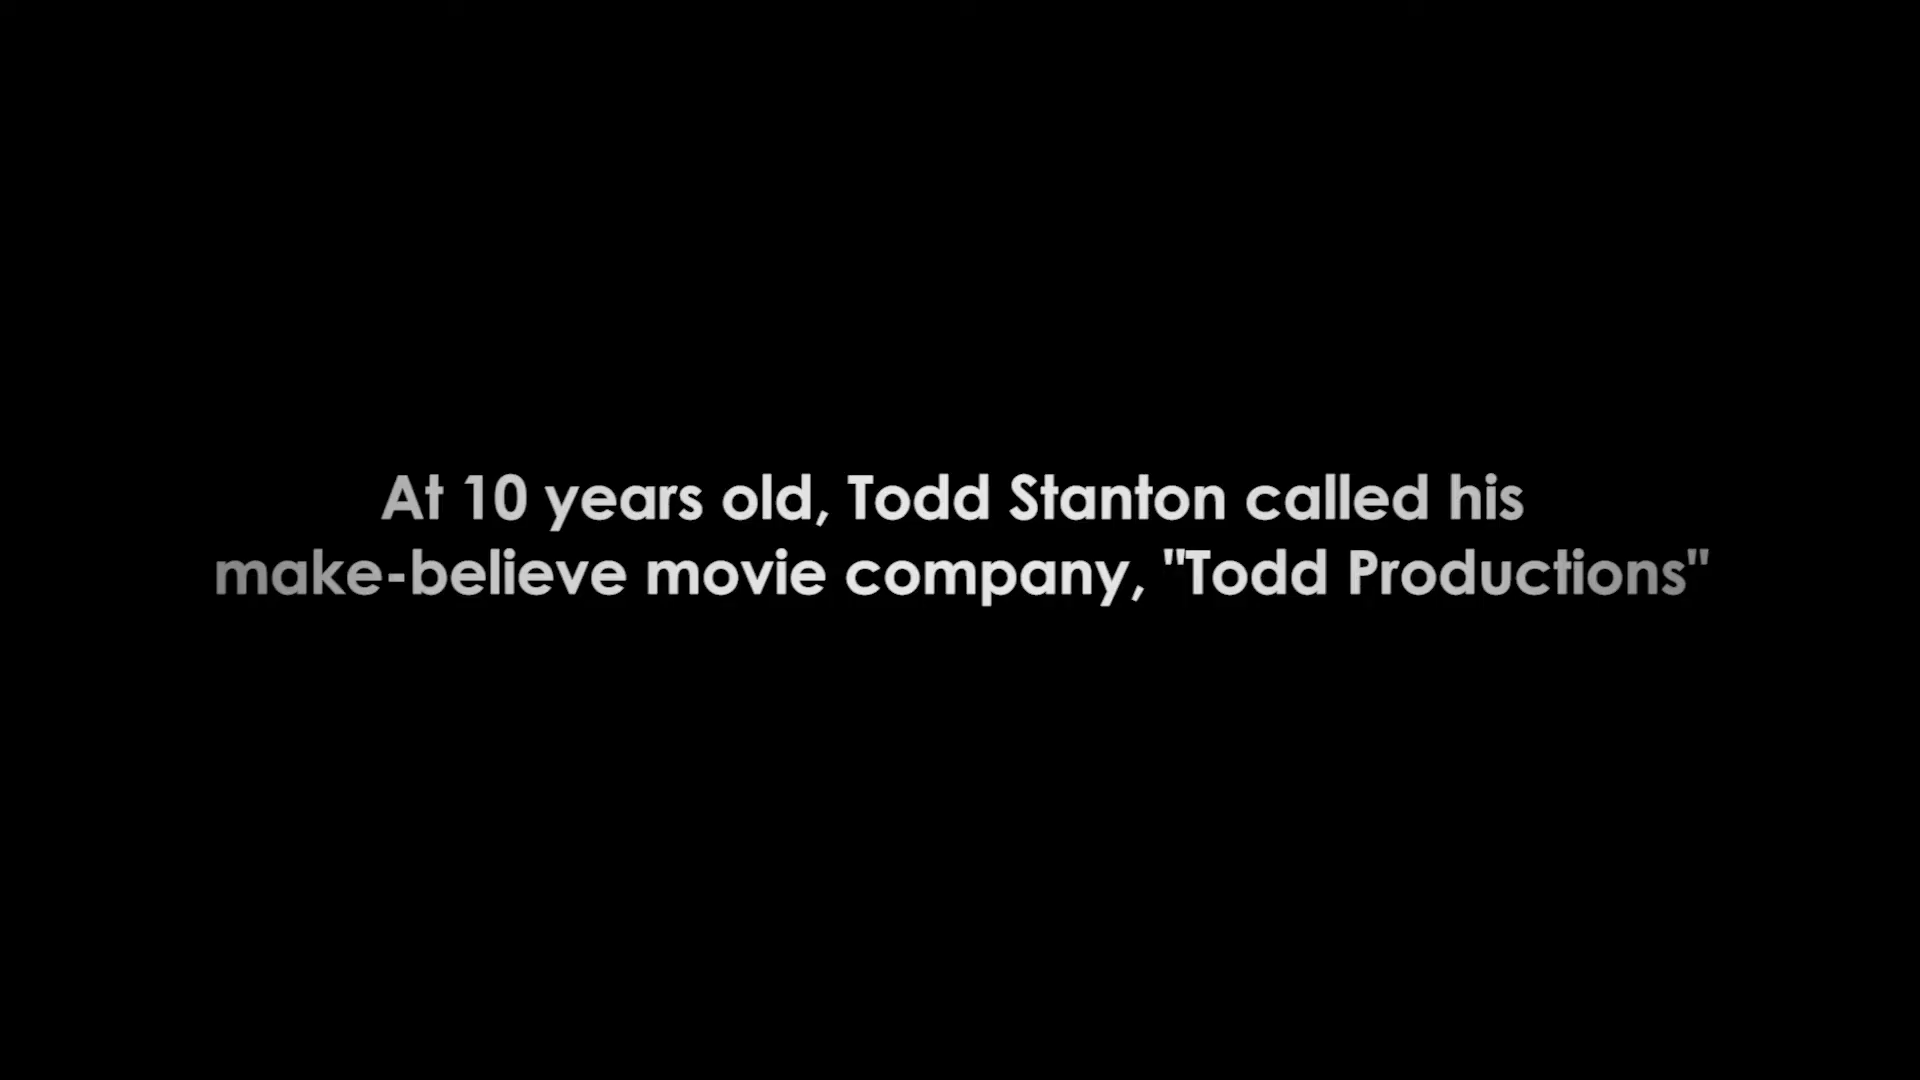 At 10 years old, Todd Stanton called his
make-believe movie company, "Todd Productions"